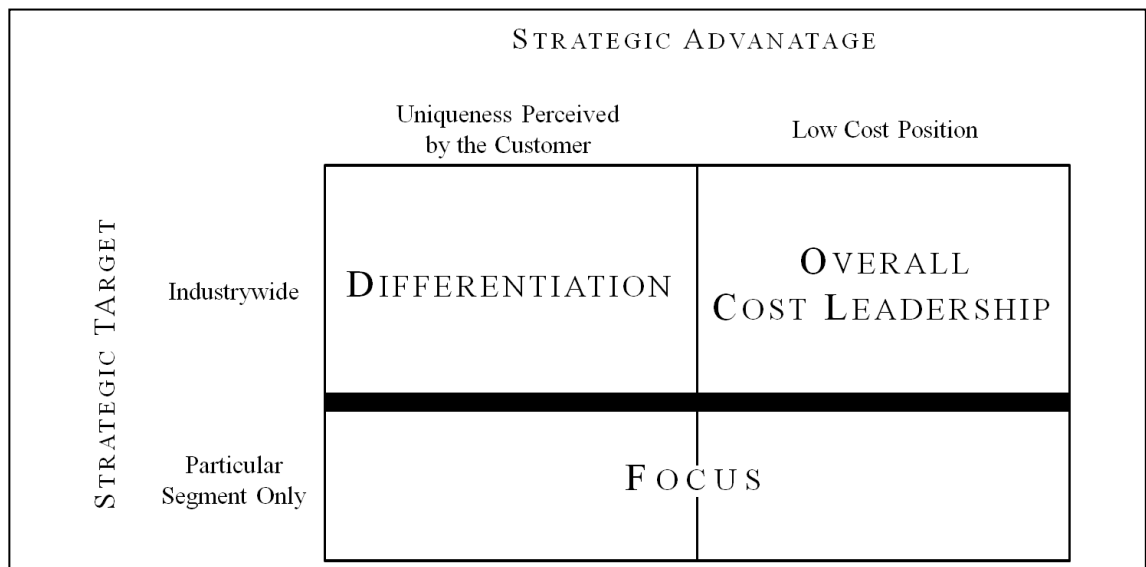 STRATEGIC ADVANATAGE
Uniqueness Perceived
by the Customer
Low Cost Position
STRATEGIC TARGET
Industrywide
DIFFERENTIATION
OVERALL
COST LEADERSHIP
Particular
Segment Only
FOCUS